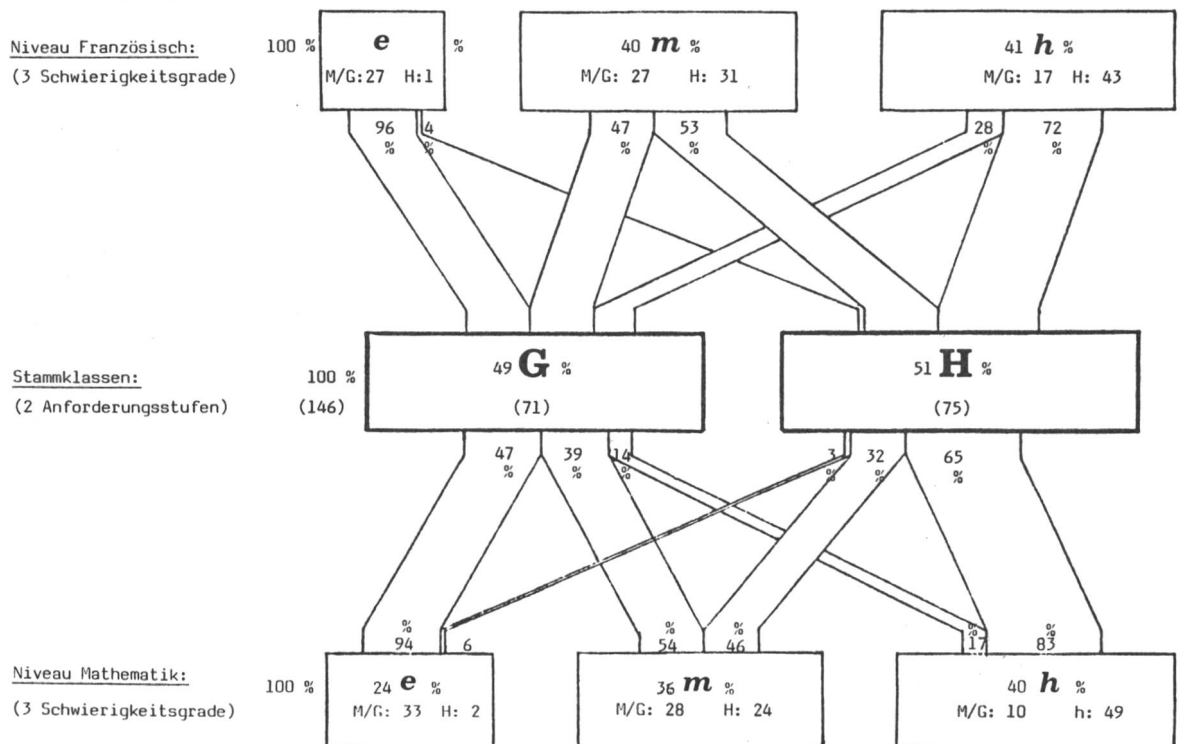 Niveau Französisch: 100 % e % 40 m % 41 h %
(3 Schwierigkeitsgrade) M/G:27 H:1 M/G: 27 H: 31 M/G: 17 H: 43
96 4 47 53 28 72
% % % % % %
49 G % 51 H %
Stammklassen: 100 %
(2 Anforderungsstufen) (146) (71) (75)
47 39 14 3 32 65
% % % % % %
% % % % %
94 6 54 46 17 83
Niveau Mathematik: 100 % 24 e % 36 m % 40 h %
(3 Schwierigkeitsgrade) M/G: 33 H: 2 M/G: 28 H: 24 M/G: 10 h: 49